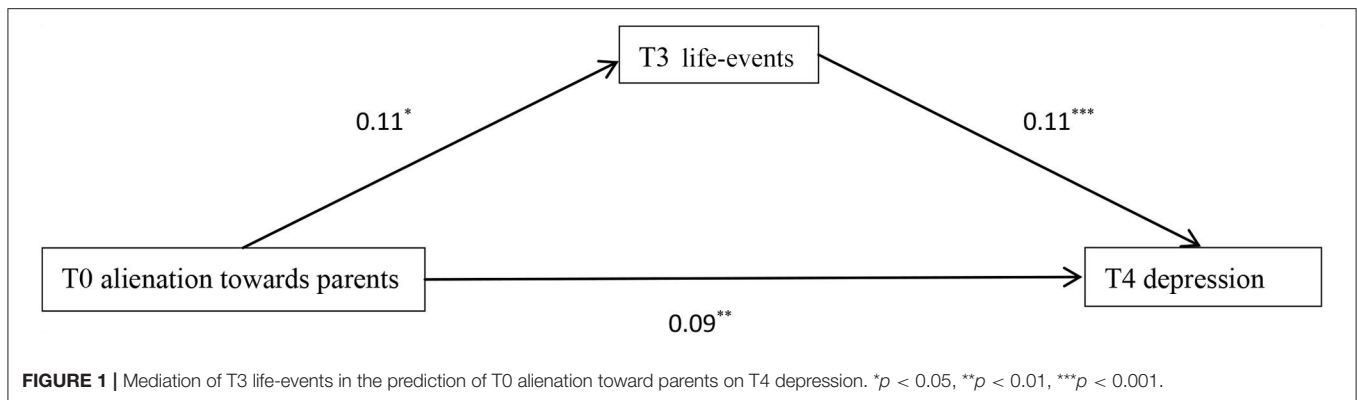 T3 life-events
0.11*
0.11***
T0 alienation towards parents
T4 depression
0.09**
FIGURE 1 | Mediation of T3 life-events in the prediction of T0 alienation toward parents on T4 depression. *p < 0.05, **p < 0.01, ***p < 0.001.